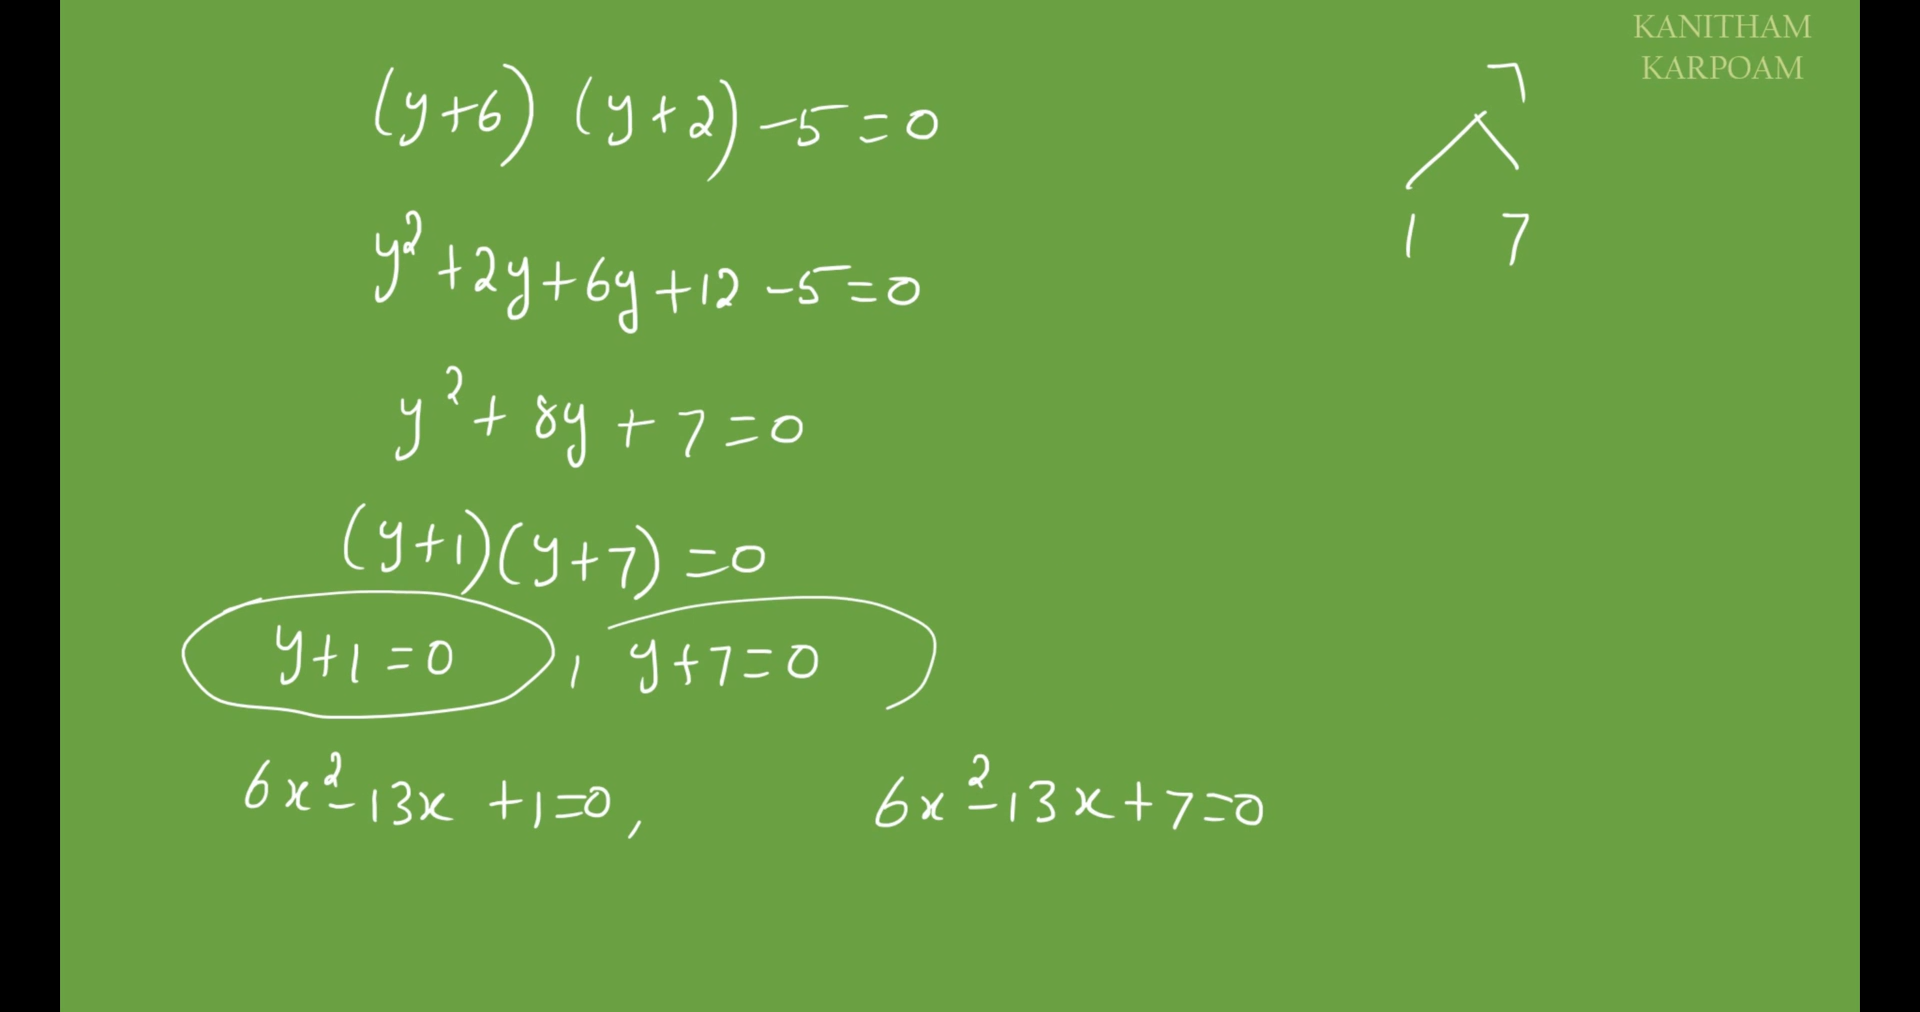 KANITHAM
KARPOAM
(y+6) (y+2) -5=0
7
1 7
y²+2y+6y+12-5=0
y²+8y+7=0
(y+1)(y+7)=0
y+1=0, y+7=0
6x²-13x+1=0, 6x²-13x+7=0